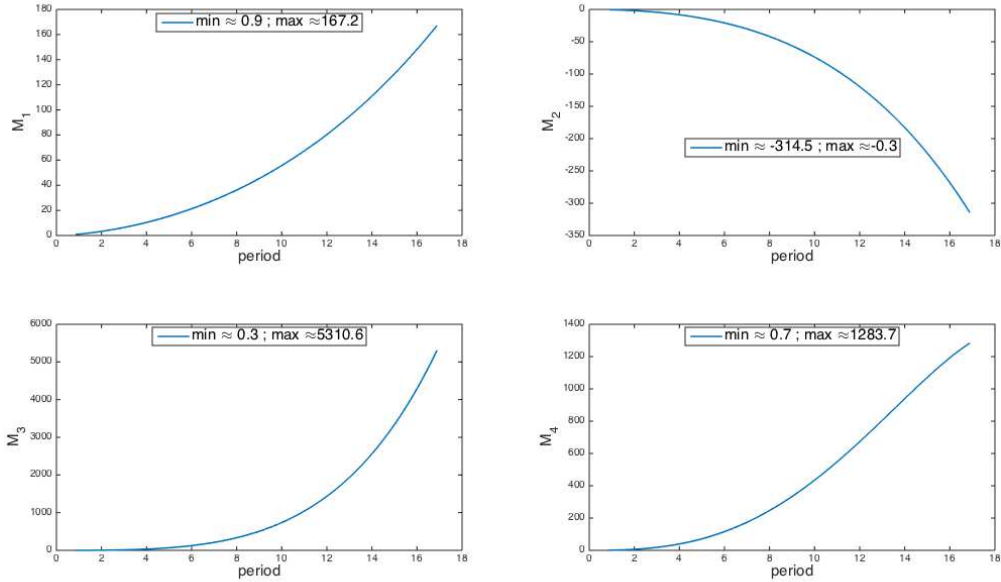 180
160
140
120
100
80
60
40
20
0
M1
min ≈ 0.9 ; max ≈167.2
0 2 4 6 8 10 12 14 16 18
period
0
-50
-100
-150
-200
-250
-300
-350
M2
min ≈ -314.5 ; max ≈-0.3
0 2 4 6 8 10 12 14 16 18
period
6000
5000
4000
3000
2000
1000
0
M3
min ≈ 0.3 ; max ≈5310.6
0 2 4 6 8 10 12 14 16 18
period
1400
1200
1000
800
600
400
200
0
M4
min ≈ 0.7 ; max ≈1283.7
0 2 4 6 8 10 12 14 16 18
period